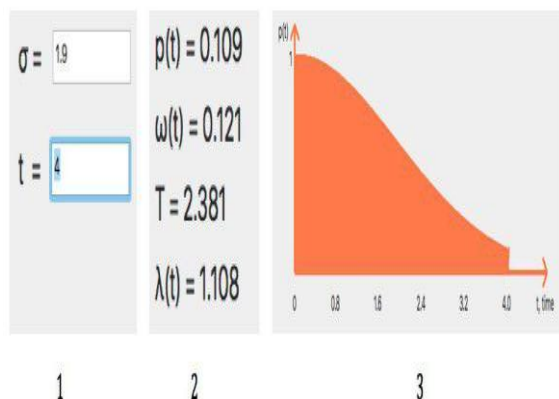 σ = 1.9
t = 4
p(t) = 0.109
ω(t) = 0.121
T = 2.381
λ(t) = 1.108
p(t)
1
0 0.8 1.6 2.4 3.2 4.0 t, time
1 2 3